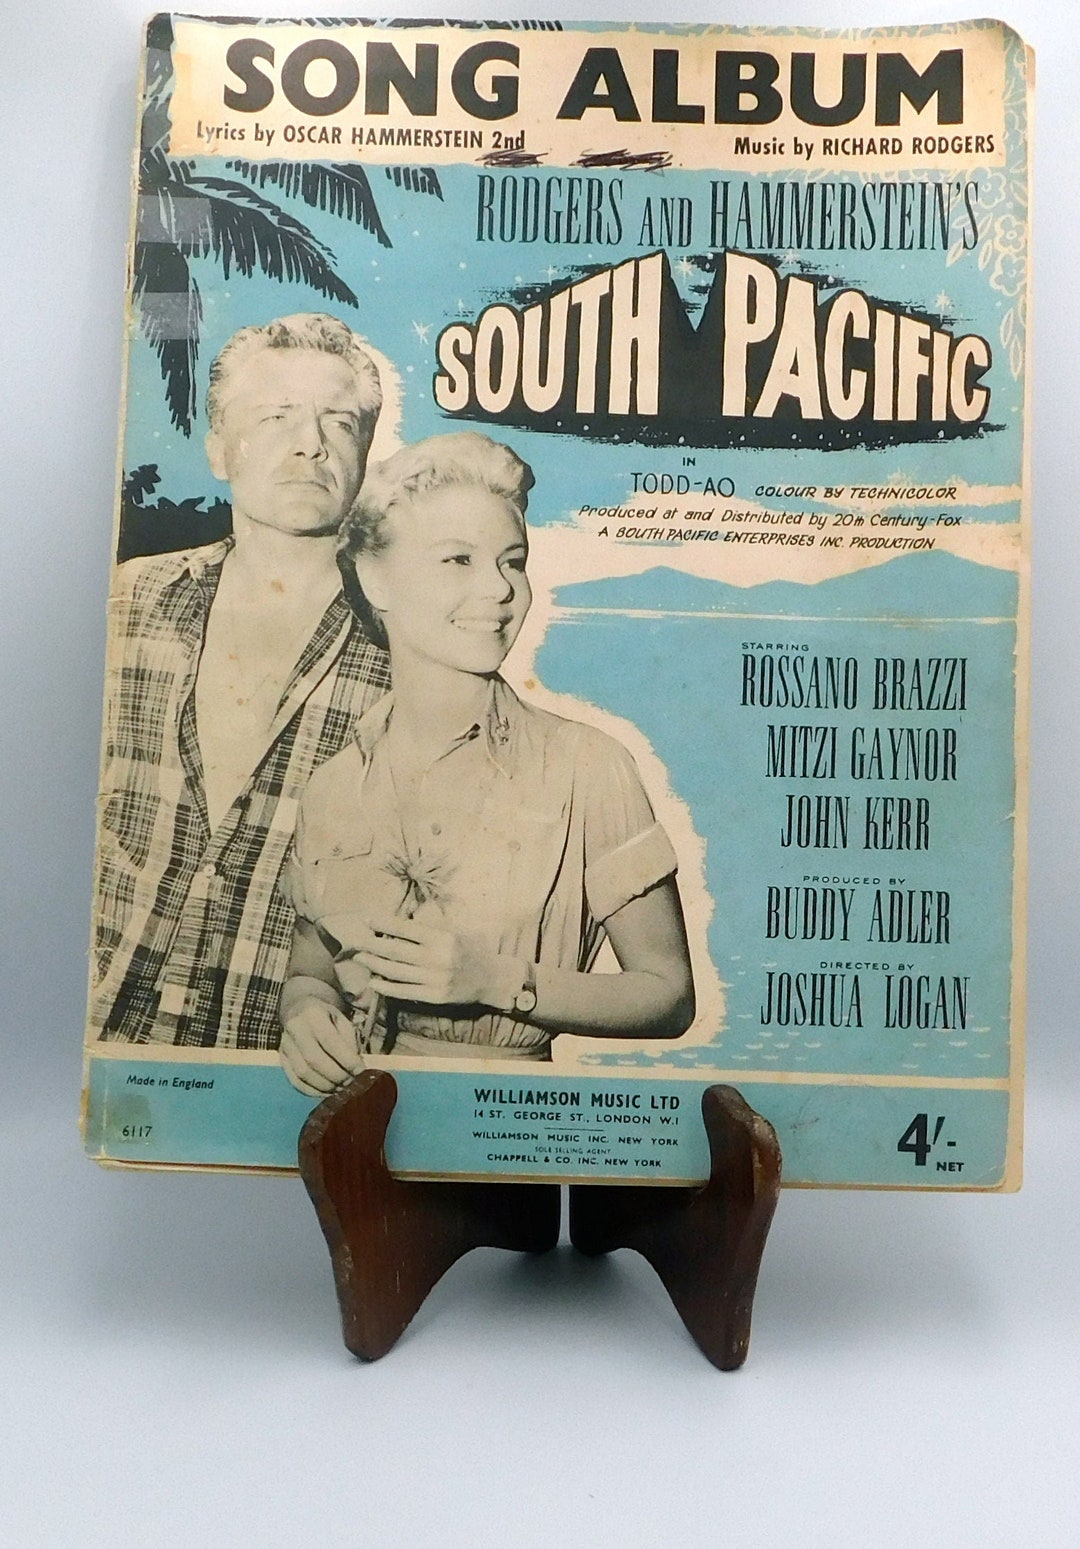 SONG ALBUM
Lyrics by OSCAR HAMMERSTEIN 2nd
Music by RICHARD RODGERS
RODGERS AND HAMMERSTEIN'S
SOUTH PACIFIC
IN
TODD-AO COLOUR BY TECHNICOLOR
Produced at and Distributed by 20th Century-Fox
A SOUTH PACIFIC ENTERPRISES INC. PRODUCTION
STARRING
ROSSANO BRAZZI
MITZI GAYNOR
JOHN KERR
PRODUCED BY
BUDDY ADLER
DIRECTED BY
JOSHUA LOGAN
Made in England
6117
WILLIAMSON MUSIC LTD
14 ST. GEORGE ST., LONDON W.1
WILLIAMSON MUSIC INC. NEW YORK
SOLE SELLING AGENT
CHAPPELL & CO. INC. NEW YORK
4/-
NET